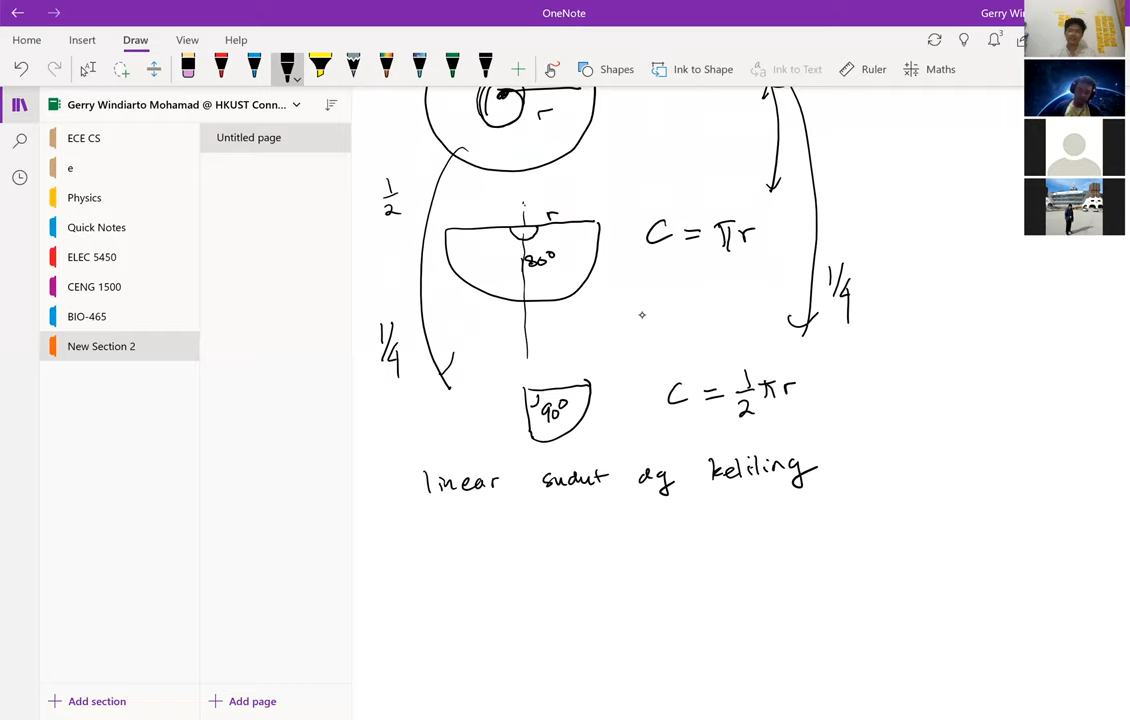 OneNote
Gerry Win
Home
Insert
Draw
View
Help
3
Shapes
Ink to Shape
Ink to Text
Ruler
Maths
Gerry Windiarto Mohamad @ HKUST Conn...
ECE CS
Untitled page
e
Physics
Quick Notes
ELEC 5450
CENG 1500
BIO-465
New Section 2
r
1/2
r
180°
C = πr
1/4
1/4
90°
C = 1/2 πr
linear sudut dg keliling
Add section
Add page